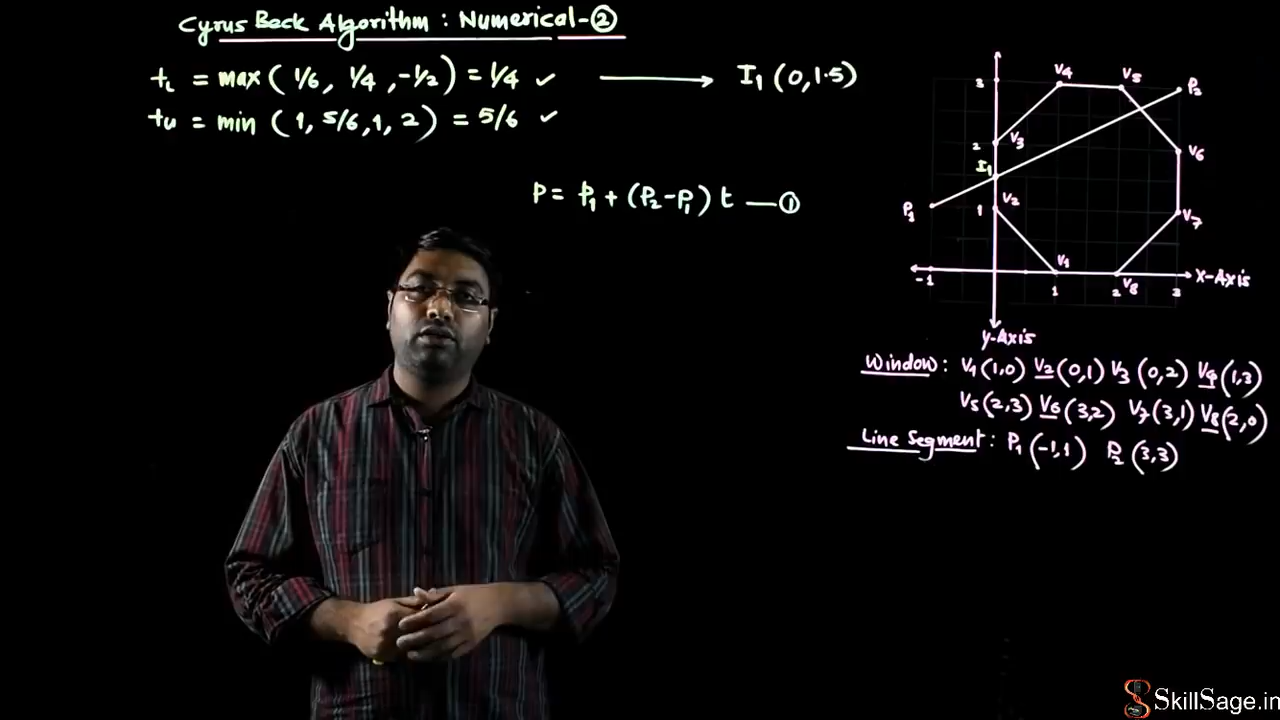 Cyrus Beck Algorithm : Numerical-②
tL = max( 1/6, 1/4, -1/2) = 1/4 ✓ → I1 (0,1.5)
tu = min (1, 5/6, 1, 2) = 5/6 ✓
P = P1 + (P2-P1) t —①
V4
V5
P2
3
2
V3
V6
I1
P1
1
V2
V7
V1
-1
1
2
V8
3
X-Axis
Y-Axis
Window : V1(1,0) V2(0,1) V3(0,2) V4(1,3)
V5(2,3) V6(3,2) V7(3,1) V8(2,0)
Line Segment : P1(-1,1) P2(3,3)
SkillSage.in